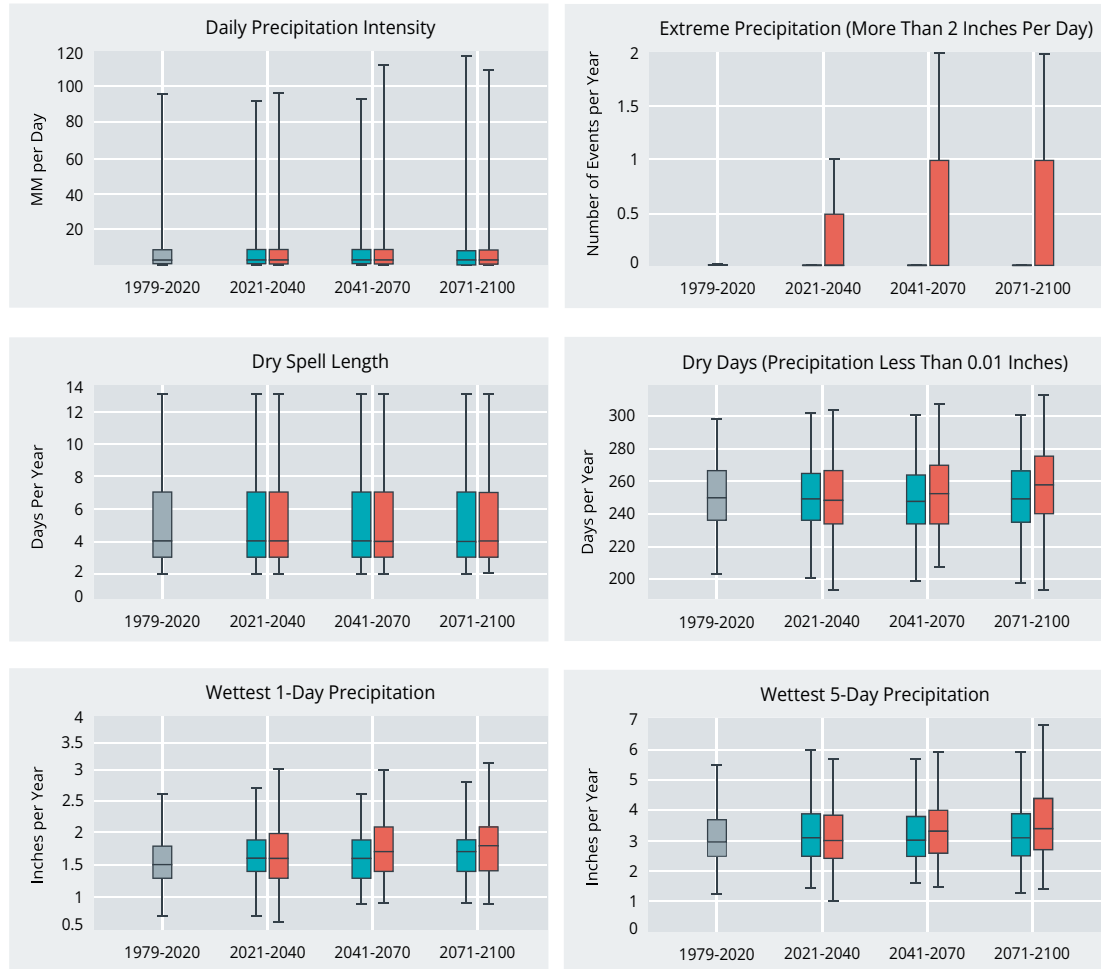 Daily Precipitation Intensity
MM per Day
120
100
80
60
40
20
1979-2020 2021-2040 2041-2070 2071-2100
Extreme Precipitation (More Than 2 Inches Per Day)
Number of Events per Year
2
1.5
1
0.5
0
1979-2020 2021-2040 2041-2070 2071-2100
Dry Spell Length
Days Per Year
14
12
10
8
6
4
2
0
1979-2020 2021-2040 2041-2070 2071-2100
Dry Days (Precipitation Less Than 0.01 Inches)
Days per Year
300
280
260
240
220
200
1979-2020 2021-2040 2041-2070 2071-2100
Wettest 1-Day Precipitation
Inches per Year
4
3.5
3
2.5
2
1.5
1
0.5
1979-2020 2021-2040 2041-2070 2071-2100
Wettest 5-Day Precipitation
Inches per Year
7
6
5
4
3
2
1
0
1979-2020 2021-2040 2041-2070 2071-2100